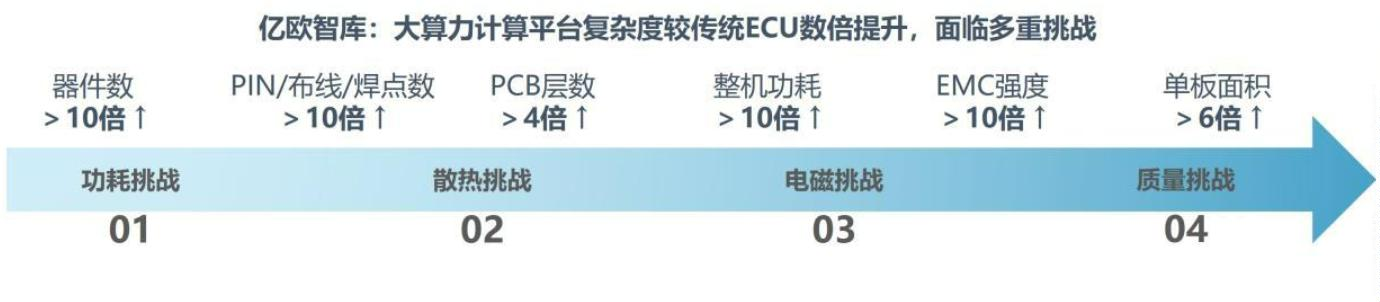 亿欧智库：大算力计算平台复杂度较传统ECU数倍提升，面临多重挑战
器件数 PIN/布线/焊点数 PCB层数 整机功耗 EMC强度 单板面积
＞10倍↑ ＞10倍↑ ＞4倍↑ ＞10倍↑ ＞10倍↑ ＞6倍↑
功耗挑战 散热挑战 电磁挑战 质量挑战
01 02 03 04